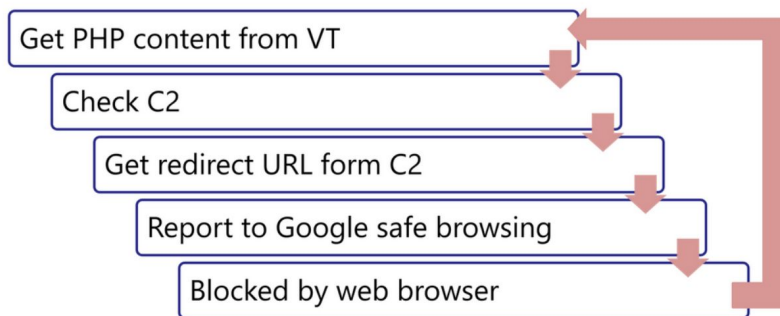 Get PHP content from VT
Check C2
Get redirect URL form C2
Report to Google safe browsing
Blocked by web browser